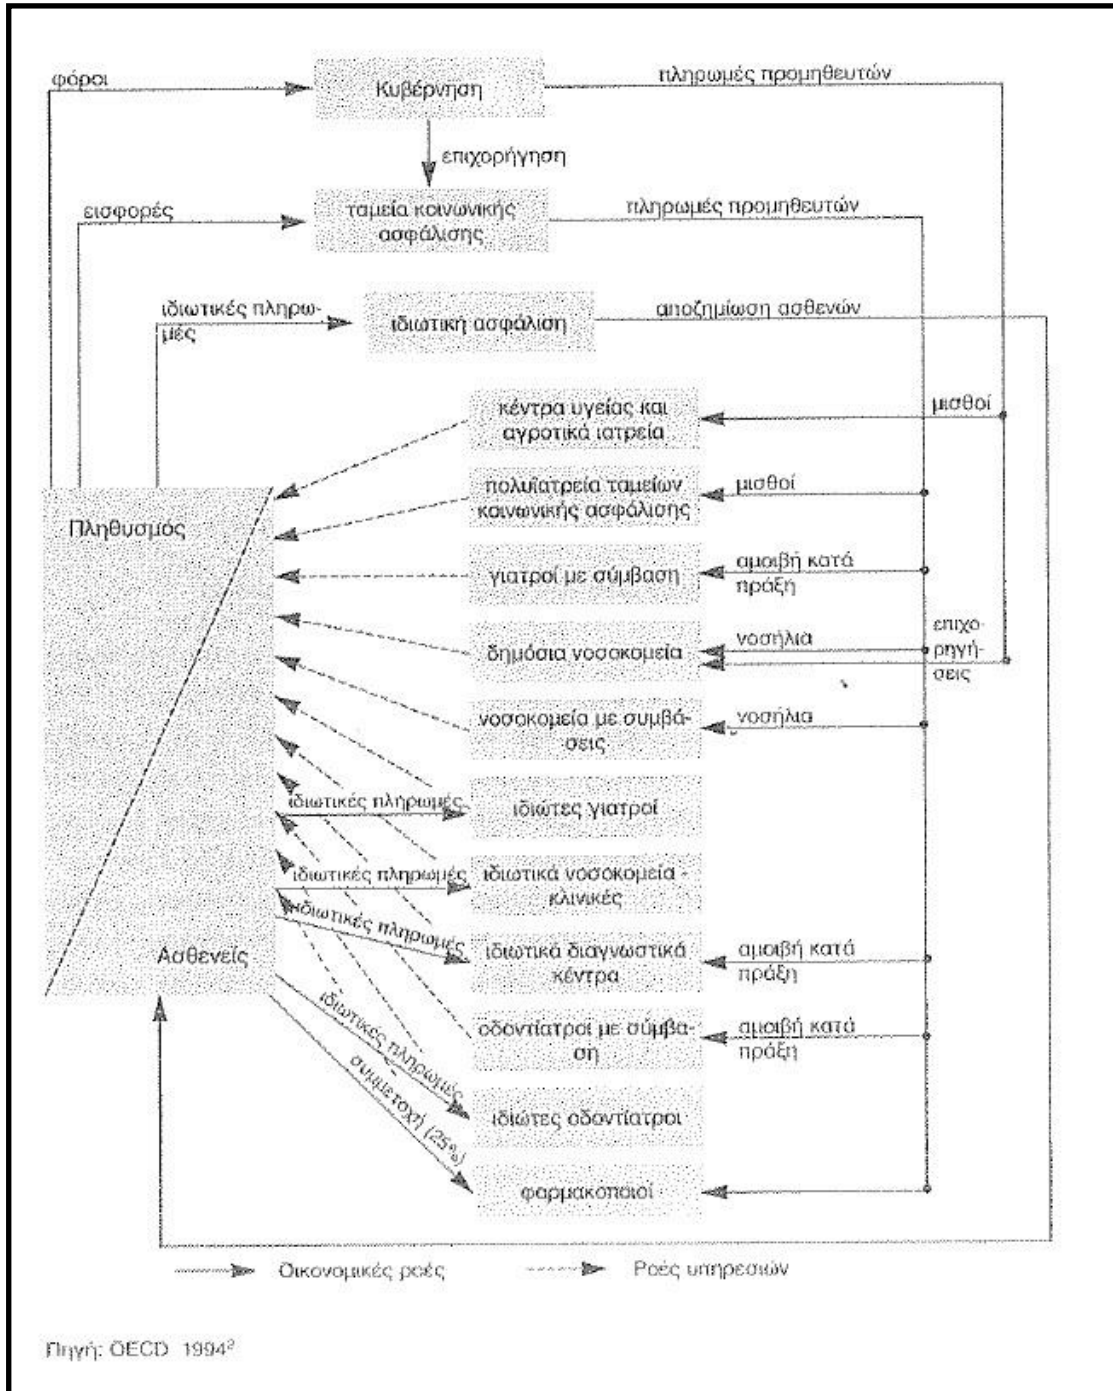 φόροι
Κυβέρνηση
πληρωμές προμηθευτών
επιχορήγηση
εισφορές
ταμεία κοινωνικής
ασφάλισης
πληρωμές προμηθευτών
ιδιωτικές πληρω-
μές
ιδιωτική ασφάλιση
αποζημίωση ασθενών
κέντρα υγείας και
αγροτικά ιατρεία
μισθοί
Πληθυσμός
πολυϊατρεία ταμείων
κοινωνικής ασφάλισης
μισθοί
γιατροί με σύμβαση
αμοιβή κατά
πράξη
δημόσια νοσοκομεία
νοσήλια
επιχο-
ρηγή-
σεις
νοσοκομεία με συμβά-
σεις
νοσήλια
ιδιωτικές πληρωμές
ιδιώτες γιατροί
ιδιωτικές πληρωμές
ιδιωτικά νοσοκομεία -
κλινικές
ιδιωτικές πληρωμές
Ασθενείς
ιδιωτικά διαγνωστικά
κέντρα
αμοιβή κατά
πράξη
ιδιωτικές πληρωμές
οδοντίατροι με σύμβα-
ση
αμοιβή κατά
πράξη
συμμετοχή (25%)
ιδιώτες οδοντίατροι
φαρμακοποιοί
Οικονομικές ροές
Ροές υπηρεσιών
Πηγή: OECD 1994²